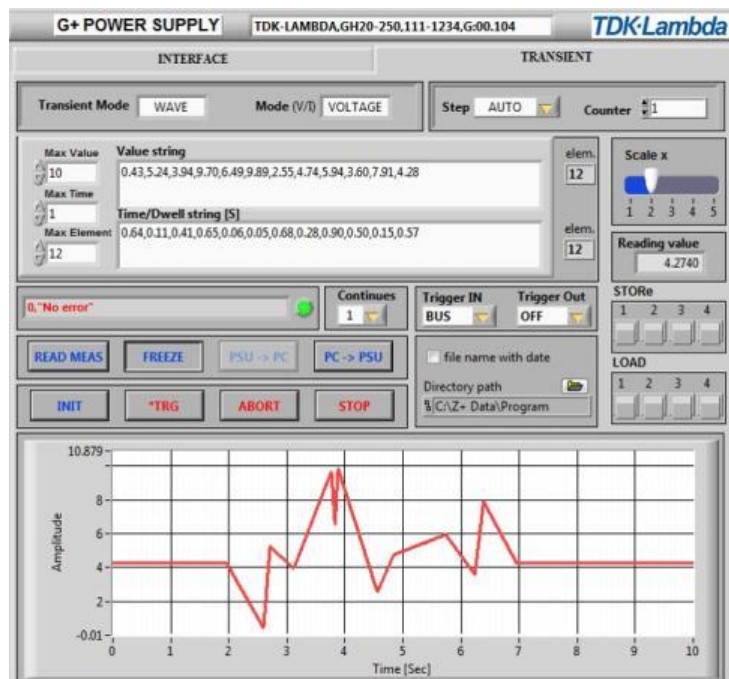 G+ POWER SUPPLY
TDK-LAMBDA,GH20-250,111-1234,G:00.104
TDK·Lambda
INTERFACE
TRANSIENT
Transient Mode
WAVE
Mode (V/I)
VOLTAGE
Step
AUTO
Counter
1
Max Value
10
Max Time
1
Max Element
12
Value string
0.43,5.24,3.94,9.70,6.49,9.89,2.55,4.74,5.94,3.60,7.91,4.28
elem.
12
Time/Dwell string [S]
0.64,0.11,0.41,0.65,0.06,0.05,0.68,0.28,0.90,0.50,0.15,0.57
elem.
12
Scale x
1 2 3 4 5
Reading value
4.2740
0,"No error"
Continues
1
Trigger IN
BUS
Trigger Out
OFF
STORe
1 2 3 4
READ MEAS
FREEZE
PSU -> PC
PC -> PSU
file name with date
Directory path
C:\Z+ Data\Program
LOAD
1 2 3 4
INIT
*TRG
ABORT
STOP
10.879
8
6
4
2
-0.01
Amplitude
0 1 2 3 4 5 6 7 8 9 10
Time [Sec]